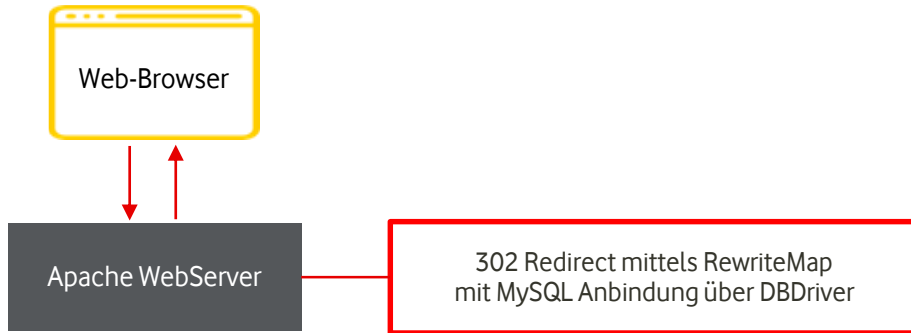 Web-Browser
Apache WebServer
302 Redirect mittels RewriteMap
mit MySQL Anbindung über DBDriver